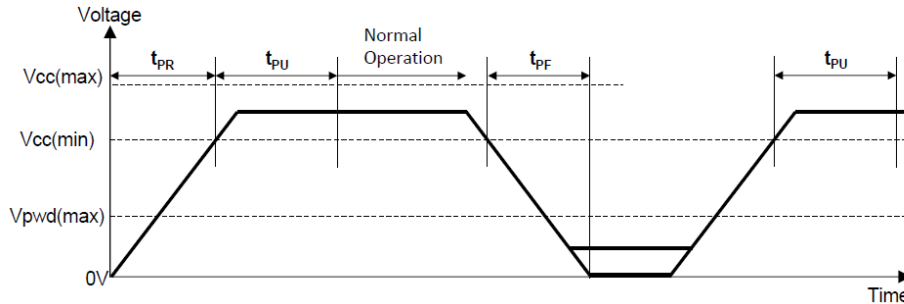 Voltage
tPR
tPU
Normal
Operation
tPF
tPU
Vcc(max)
Vcc(min)
Vpwd(max)
0V
Time